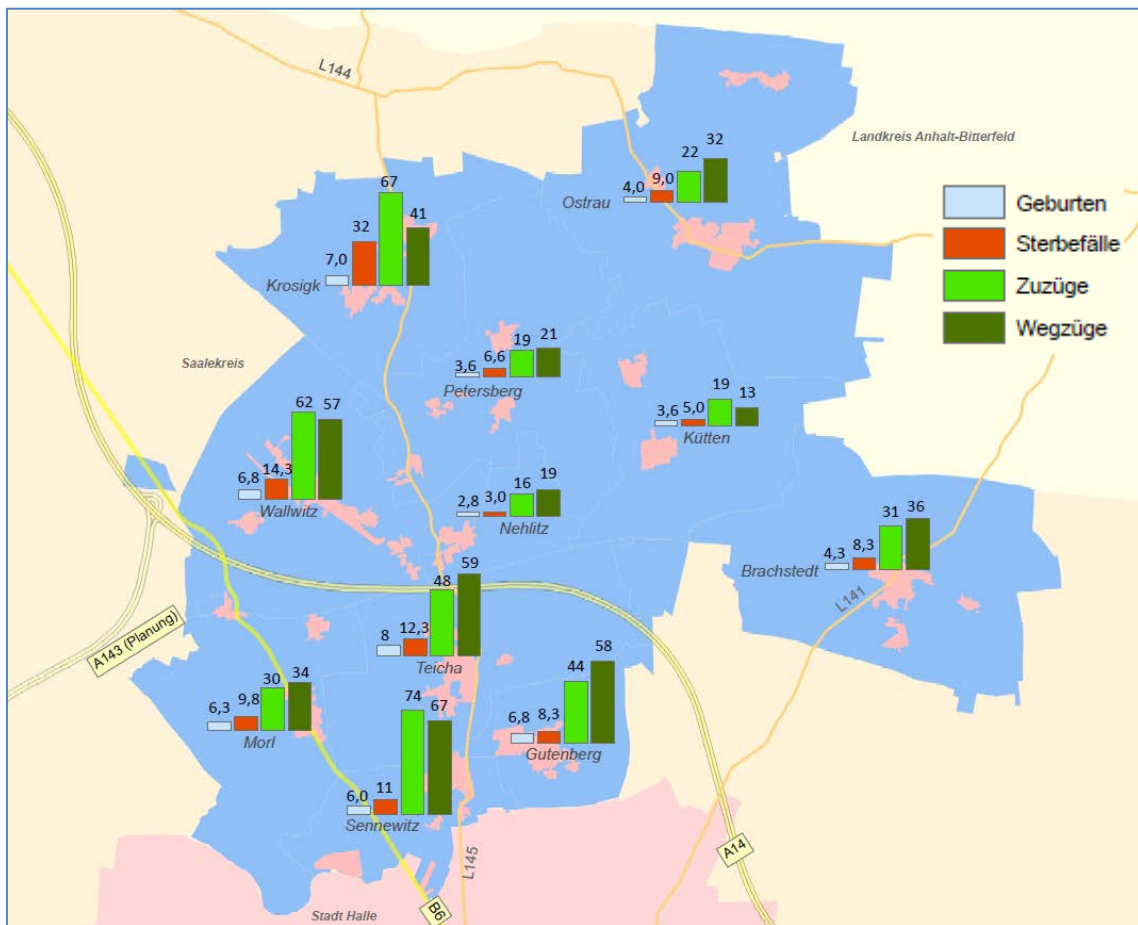 L144
Landkreis Anhalt-Bitterfeld
4,0 9,0 22 32
Ostrau
Geburten
Sterbefälle
Zuzüge
Wegzüge
7,0 32 67 41
Krosigk
Saalekreis
3,6 6,6 19 21
Petersberg
3,6 5,0 19 13
Kütten
6,8 14,3 62 57
Wallwitz
2,8 3,0 16 19
Nehlitz
4,3 8,3 31 36
Brachstedt
L141
A143 (Planung)
8 12,3 48 59
Teicha
6,3 9,8 30 34
Morl
6,8 8,3 44 58
Gutenberg
6,0 11 74 67
Sennewitz
L145
A14
B6
Stadt Halle